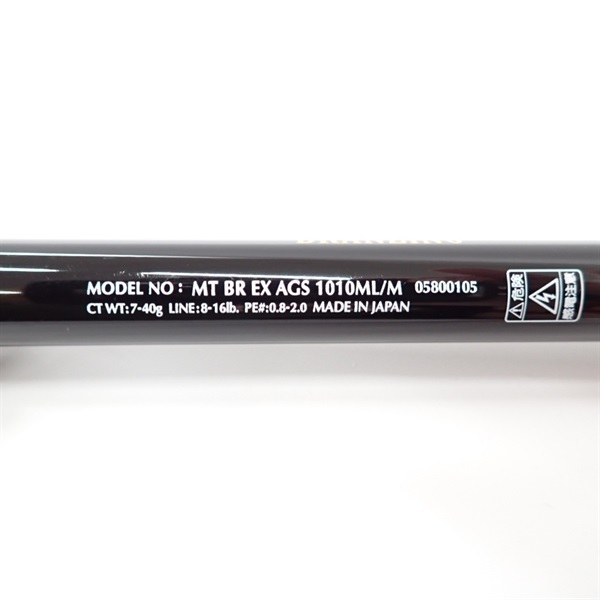 MODEL NO : MT BR EX AGS 1010ML/M 05800105
CT WT:7-40g LINE:8-16lb. PE#:0.8-2.0 MADE IN JAPAN
危険
感電注意